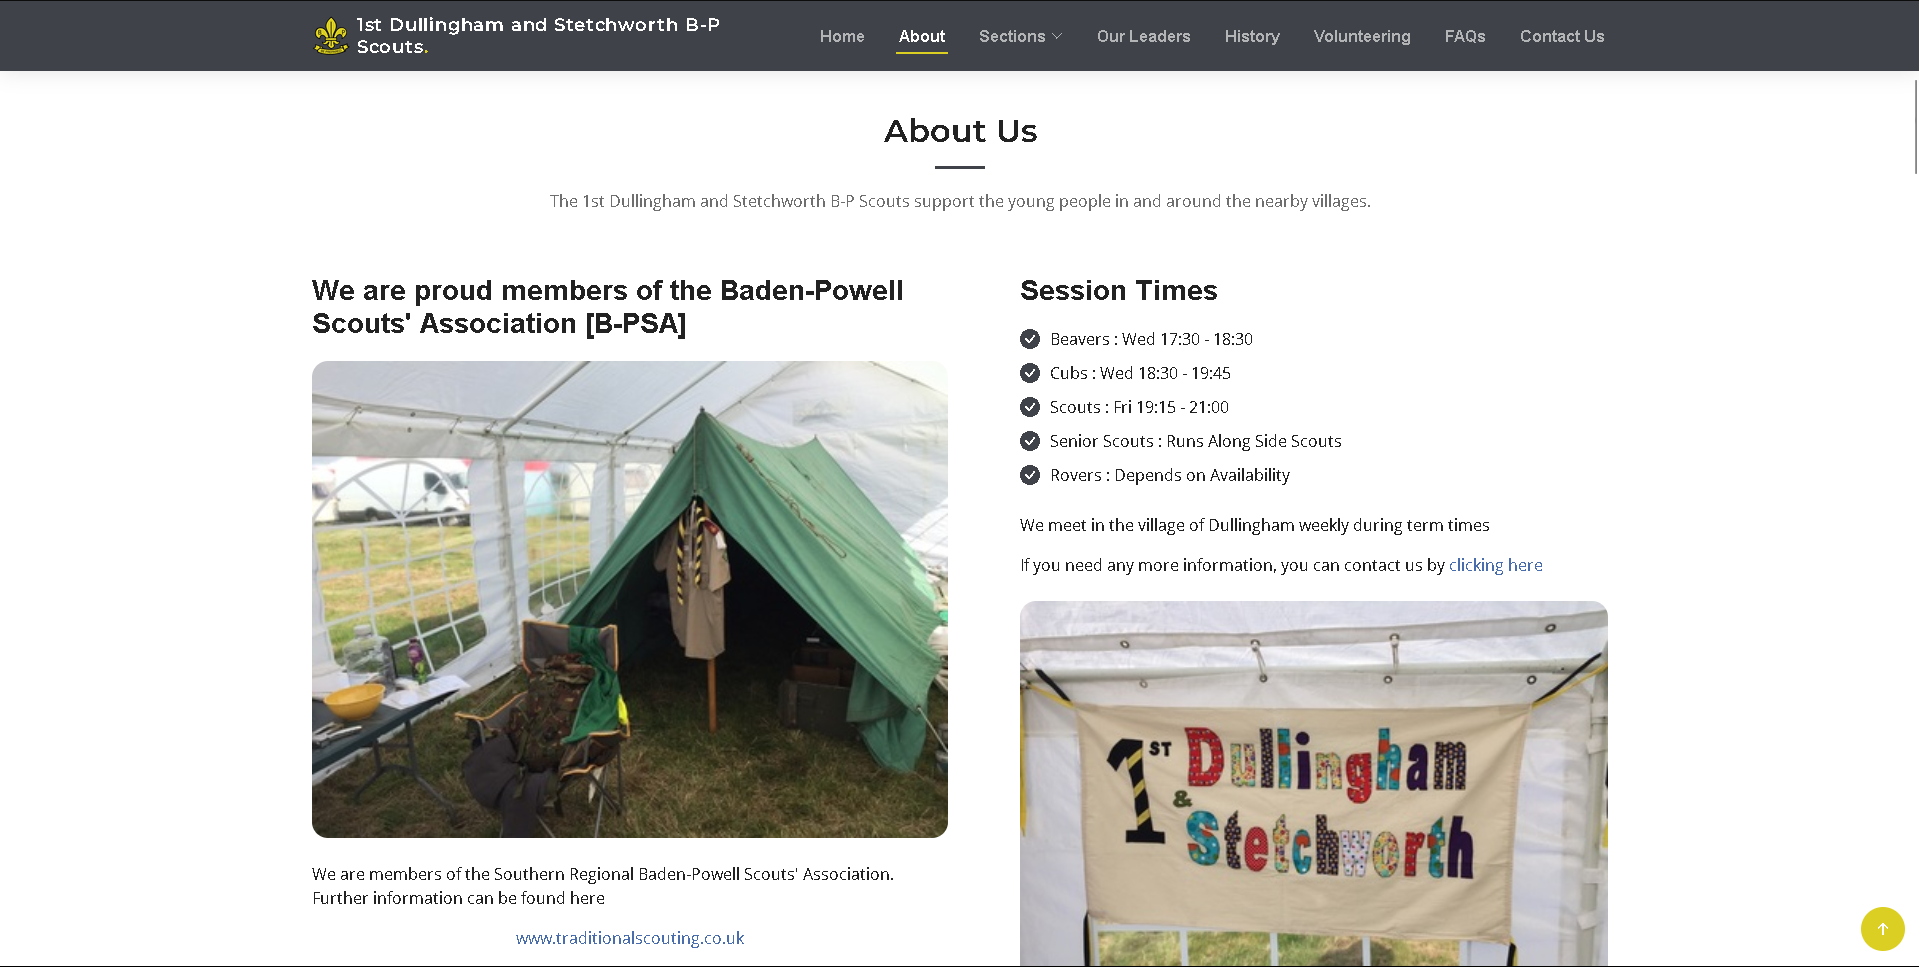 1st Dullingham and Stetchworth B-P
Scouts.
Home
About
Sections
Our Leaders
History
Volunteering
FAQs
Contact Us
About Us
The 1st Dullingham and Stetchworth B-P Scouts support the young people in and around the nearby villages.
We are proud members of the Baden-Powell
Scouts' Association [B-PSA]
We are members of the Southern Regional Baden-Powell Scouts' Association.
Further information can be found here
www.traditionalscouting.co.uk
Session Times
Beavers : Wed 17:30 - 18:30
Cubs : Wed 18:30 - 19:45
Scouts : Fri 19:15 - 21:00
Senior Scouts : Runs Along Side Scouts
Rovers : Depends on Availability
We meet in the village of Dullingham weekly during term times
If you need any more information, you can contact us by clicking here
1ST Dullingham
&
Stetchworth